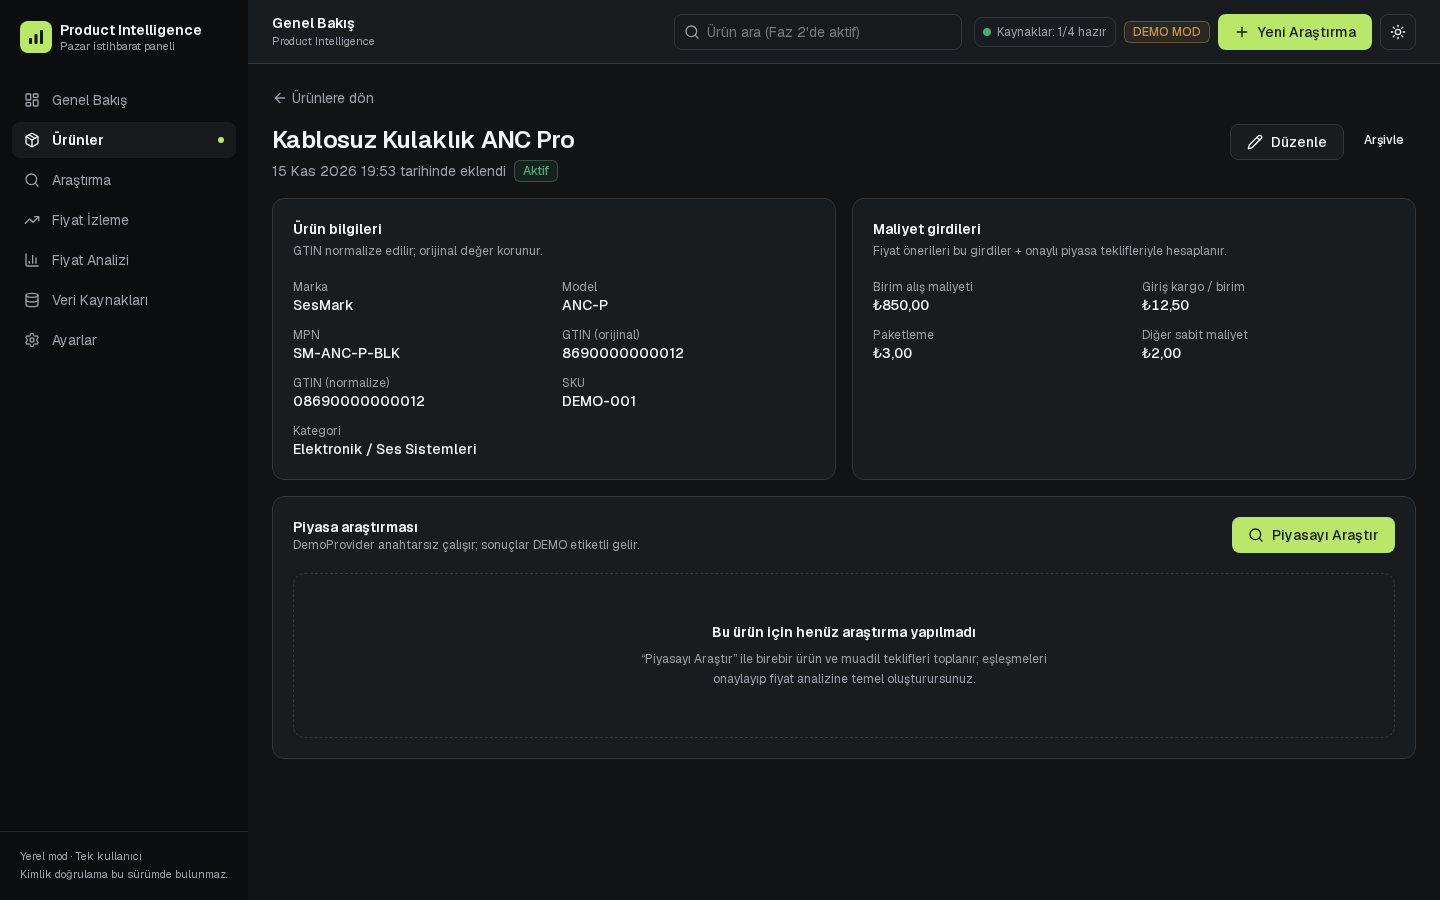 Product Intelligence
Pazar istihbarat paneli
Genel Bakış
Ürünler
Araştırma
Fiyat İzleme
Fiyat Analizi
Veri Kaynakları
Ayarlar
Yerel mod · Tek kullanıcı
Kimlik doğrulama bu sürümde bulunmaz.
Genel Bakış
Product Intelligence
Ürün ara (Faz 2'de aktif)
Kaynaklar: 1/4 hazır
DEMO MOD
Yeni Araştırma
Ürünlere dön
Kablosuz Kulaklık ANC Pro
15 Kas 2026 19:53 tarihinde eklendi
Aktif
Düzenle
Arşivle
Ürün bilgileri
GTIN normalize edilir; orijinal değer korunur.
Marka
SesMark
Model
ANC-P
MPN
SM-ANC-P-BLK
GTIN (orijinal)
8690000000012
GTIN (normalize)
08690000000012
SKU
DEMO-001
Kategori
Elektronik / Ses Sistemleri
Maliyet girdileri
Fiyat önerileri bu girdiler + onaylı piyasa teklifleriyle hesaplanır.
Birim alış maliyeti
₺850,00
Giriş kargo / birim
₺12,50
Paketleme
₺3,00
Diğer sabit maliyet
₺2,00
Piyasa araştırması
DemoProvider anahtarsız çalışır; sonuçlar DEMO etiketli gelir.
Piyasayı Araştır
Bu ürün için henüz araştırma yapılmadı
“Piyasayı Araştır” ile birebir ürün ve muadil teklifleri toplanır; eşleşmeleri
onaylayıp fiyat analizine temel oluşturursunuz.